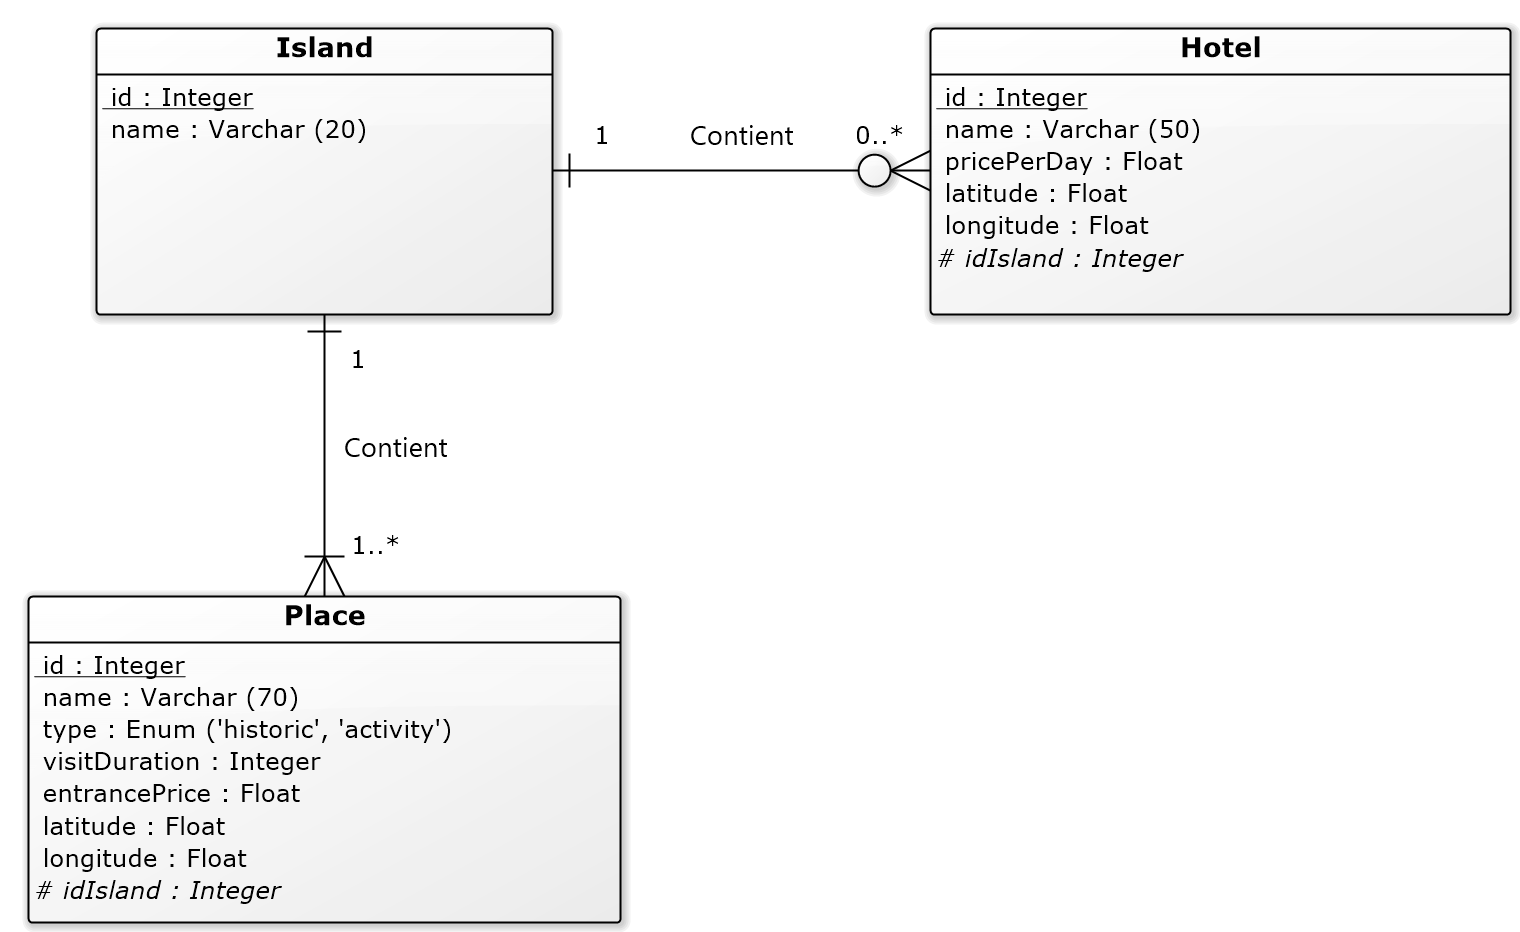 Island
id : Integer
name : Varchar (20)
1
Contient
0..*
Hotel
id : Integer
name : Varchar (50)
pricePerDay : Float
latitude : Float
longitude : Float
# idIsland : Integer
1
Contient
1..*
Place
id : Integer
name : Varchar (70)
type : Enum ('historic', 'activity')
visitDuration : Integer
entrancePrice : Float
latitude : Float
longitude : Float
# idIsland : Integer